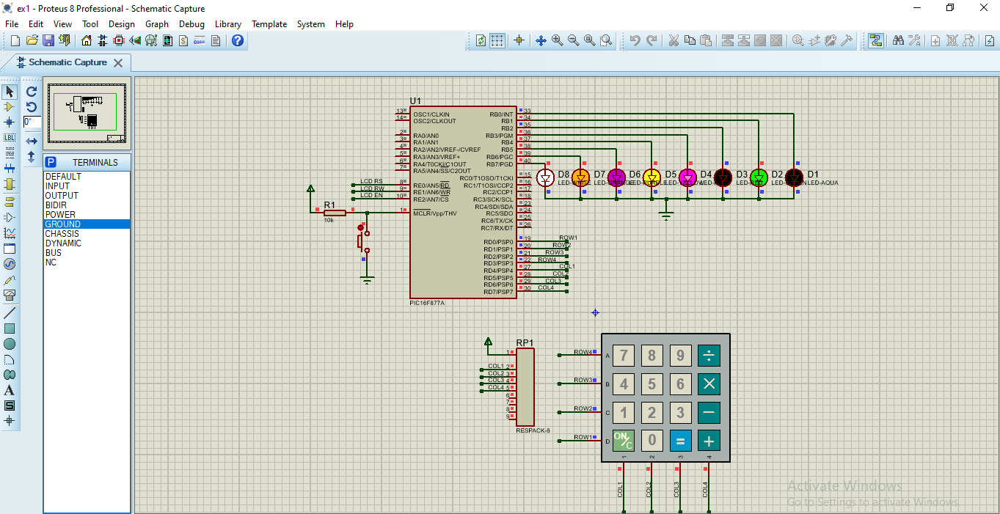 ex1 - Proteus 8 Professional - Schematic Capture
File Edit View Tool Design Graph Debug Library Template System Help
Schematic Capture
0°
LBL
A
S
P TERMINALS
DEFAULT
INPUT
OUTPUT
BIDIR
POWER
GROUND
CHASSIS
DYNAMIC
BUS
NC
U1
13 OSC1/CLKIN RB0/INT 33
14 OSC2/CLKOUT RB1 34
RB2 35
2 RA0/AN0 RB3/PGM 36
3 RA1/AN1 RB4 37
4 RA2/AN2/VREF-/CVREF RB5 38
5 RA3/AN3/VREF+ RB6/PGC 39
6 RA4/T0CKI/C1OUT RB7/PGD 40
7 RA5/AN4/SS/C2OUT
RC0/T1OSO/T1CKI 15
LCD RS 8 RE0/AN5/RD RC1/T1OSI/CCP2 16
LCD RW 9 RE1/AN6/WR RC2/CCP1 17
LCD EN 10 RE2/AN7/CS RC3/SCK/SCL 18
RC4/SDI/SDA 23
1 MCLR/Vpp/THV RC5/SDO 24
RC6/TX/CK 25
RC7/RX/DT 26
RD0/PSP0 19 ROW1
RD1/PSP1 20 ROW2
RD2/PSP2 21 ROW3
RD3/PSP3 22 ROW4
RD4/PSP4 27 COL1
RD5/PSP5 28 COL2
RD6/PSP6 29 COL3
RD7/PSP7 30 COL4
PIC16F877A
R1
10k
D8 D7 D6 D5 D4 D3 D2 D1
LED-AQUA
RP1
1
COL1 2
COL2 3
COL3 4
COL4 5
6
7
8
9
RESPACK-8
ROW4 A 7 8 9 ÷
ROW3 B 4 5 6 ×
ROW2 C 1 2 3 −
ROW1 D ON/C 0 = +
1 2 3 4
COL1 COL2 COL3 COL4
Activate Windows
Go to Settings to activate Windows.